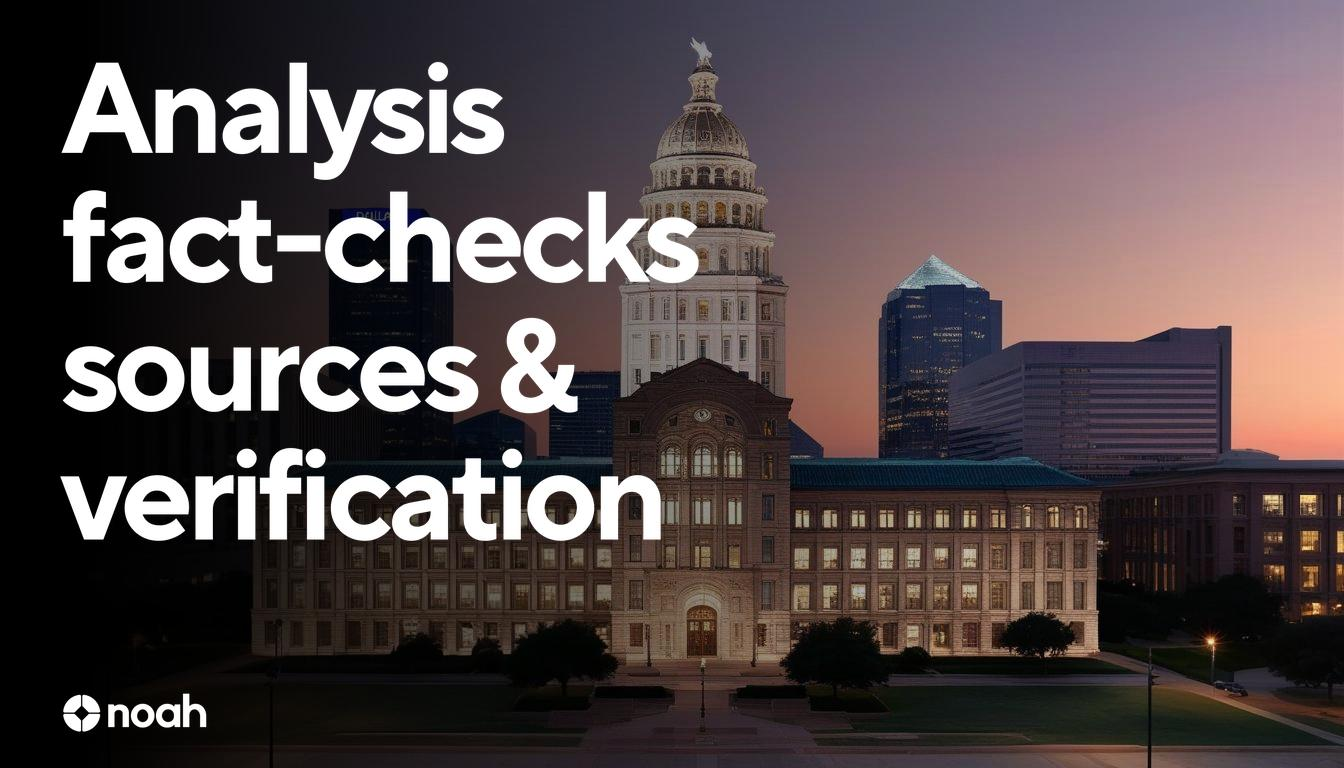 Analysis
fact-checks
sources &
verification
noah